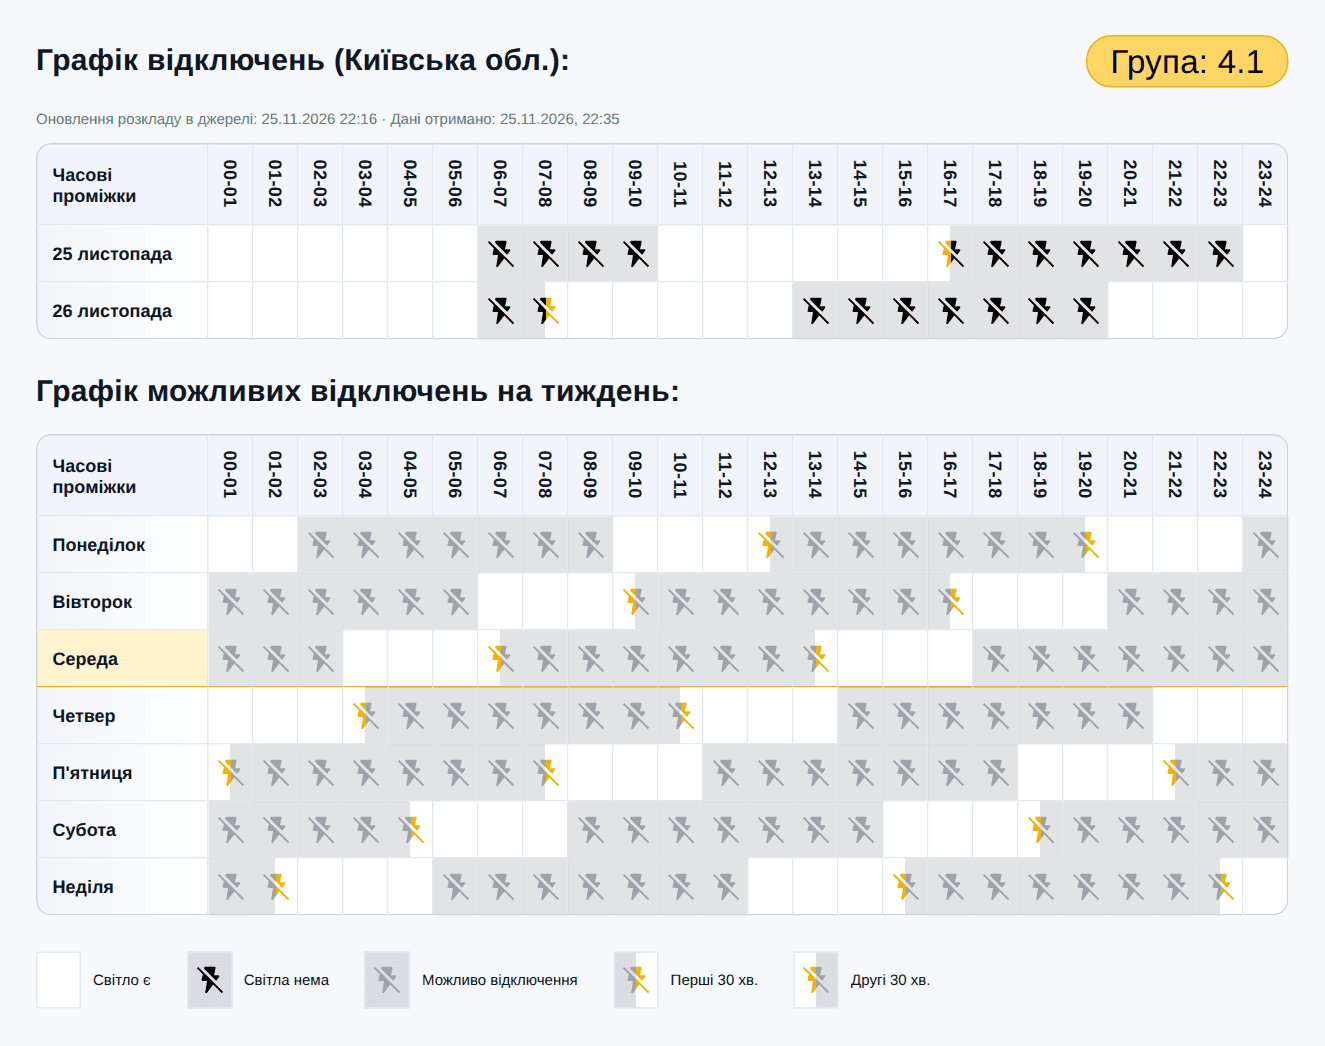 Графік відключень (Київська обл.):
Група: 4.1
Оновлення розкладу в джерелі: 25.11.2026 22:16 · Дані отримано: 25.11.2026, 22:35
Часові
проміжки
00-01 01-02 02-03 03-04 04-05 05-06 06-07 07-08 08-09 09-10 10-11 11-12 12-13 13-14 14-15 15-16 16-17 17-18 18-19 19-20 20-21 21-22 22-23 23-24
25 листопада
26 листопада
Графік можливих відключень на тиждень:
Часові
проміжки
00-01 01-02 02-03 03-04 04-05 05-06 06-07 07-08 08-09 09-10 10-11 11-12 12-13 13-14 14-15 15-16 16-17 17-18 18-19 19-20 20-21 21-22 22-23 23-24
Понеділок
Вівторок
Середа
Четвер
П'ятниця
Субота
Неділя
Світло є
Світла нема
Можливо відключення
Перші 30 хв.
Другі 30 хв.